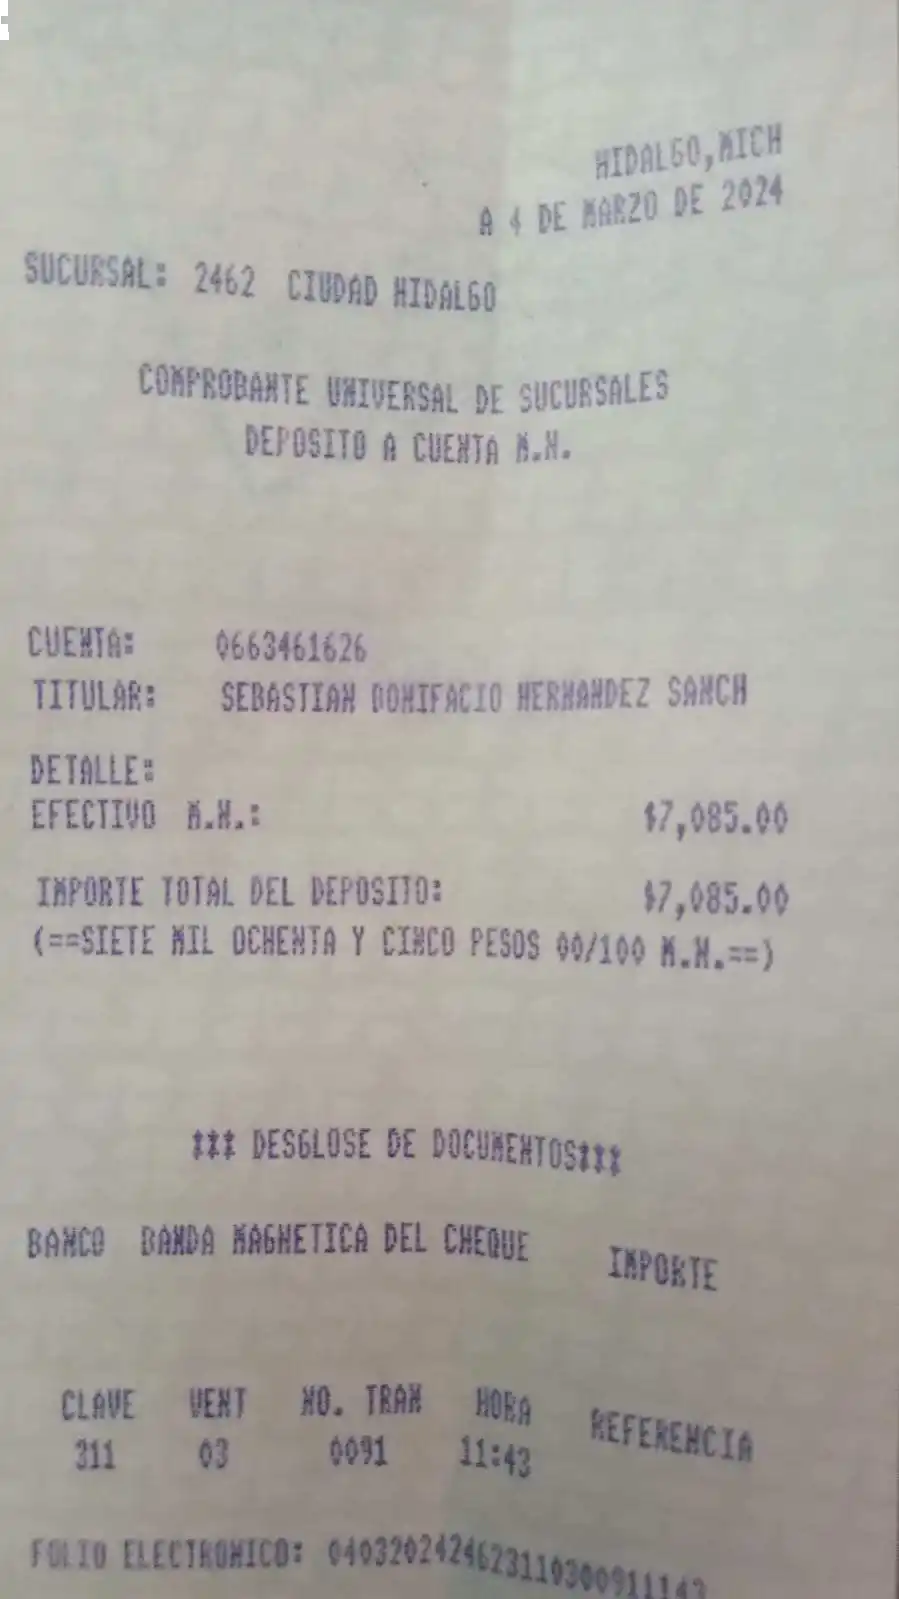 HIDALGO,MICH
A 4 DE MARZO DE 2024
SUCURSAL: 2462 CIUDAD HIDALGO
COMPROBANTE UNIVERSAL DE SUCURSALES
DEPOSITO A CUENTA M.N.
CUENTA: 0663461626
TITULAR: SEBASTIAN BONIFACIO HERNANDEZ SANCH
DETALLE:
EFECTIVO M.N.: $7,085.00
IMPORTE TOTAL DEL DEPOSITO: $7,085.00
(==SIETE MIL OCHENTA Y CINCO PESOS 00/100 M.N.==)
*** DESGLOSE DE DOCUMENTOS***
BANCO BANDA MAGNETICA DEL CHEQUE IMPORTE
CLAVE VENT NO. TRAN HORA REFERENCIA
311 03 0091 11:43
FOLIO ELECTRONICO: 0403202424623110300911143